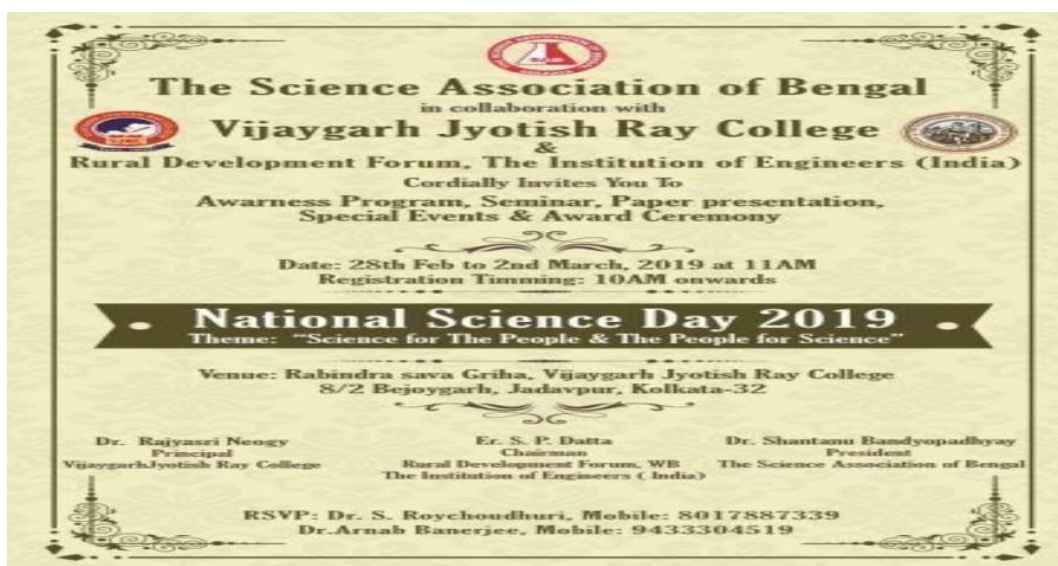 The Science Association of Bengal
in collaboration with
Vijaygarh Jyotish Ray College
&
Rural Development Forum, The Institution of Engineers (India)
Cordially Invites You To
Awarness Program, Seminar, Paper presentation,
Special Events & Award Ceremony
Date: 28th Feb to 2nd March, 2019 at 11AM
Registration Timming: 10AM onwards
National Science Day 2019
Theme: "Science for The People & The People for Science"
Venue: Rabindra sava Griha, Vijaygarh Jyotish Ray College
8/2 Bejoygarh, Jadavpur, Kolkata-32
Dr. Rajyasri Neogy
Principal
VijaygarhJyotish Ray College
Er. S. P. Datta
Chairman
Rural Development Forum, WB
The Institution of Engineers ( India)
Dr. Shantanu Bandyopadhyay
President
The Science Association of Bengal
RSVP: Dr. S. Roychoudhuri, Mobile: 8017887339
Dr.Arnab Banerjee, Mobile: 9433304519